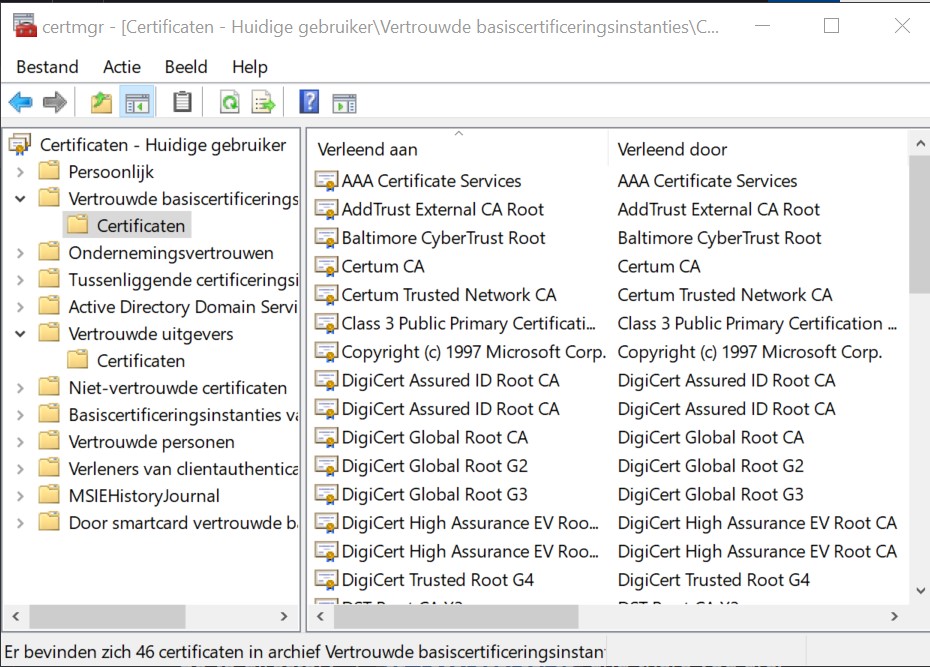 certmgr - [Certificaten - Huidige gebruiker\Vertrouwde basiscertificeringsinstanties\C...
Bestand Actie Beeld Help
Certificaten - Huidige gebruiker
Persoonlijk
Vertrouwde basiscertificerings
Certificaten
Ondernemingsvertrouwen
Tussenliggende certificeringsi
Active Directory Domain Servi
Vertrouwde uitgevers
Certificaten
Niet-vertrouwde certificaten
Basiscertificeringsinstanties va
Vertrouwde personen
Verleners van clientauthentica
MSIEHistoryJournal
Door smartcard vertrouwde b
Verleend aan Verleend door
AAA Certificate Services AAA Certificate Services
AddTrust External CA Root AddTrust External CA Root
Baltimore CyberTrust Root Baltimore CyberTrust Root
Certum CA Certum CA
Certum Trusted Network CA Certum Trusted Network CA
Class 3 Public Primary Certificati... Class 3 Public Primary Certification ...
Copyright (c) 1997 Microsoft Corp. Copyright (c) 1997 Microsoft Corp.
DigiCert Assured ID Root CA DigiCert Assured ID Root CA
DigiCert Assured ID Root CA DigiCert Assured ID Root CA
DigiCert Global Root CA DigiCert Global Root CA
DigiCert Global Root G2 DigiCert Global Root G2
DigiCert Global Root G3 DigiCert Global Root G3
DigiCert High Assurance EV Roo... DigiCert High Assurance EV Root CA
DigiCert High Assurance EV Roo... DigiCert High Assurance EV Root CA
DigiCert Trusted Root G4 DigiCert Trusted Root G4
Er bevinden zich 46 certificaten in archief Vertrouwde basiscertificeringsinstan